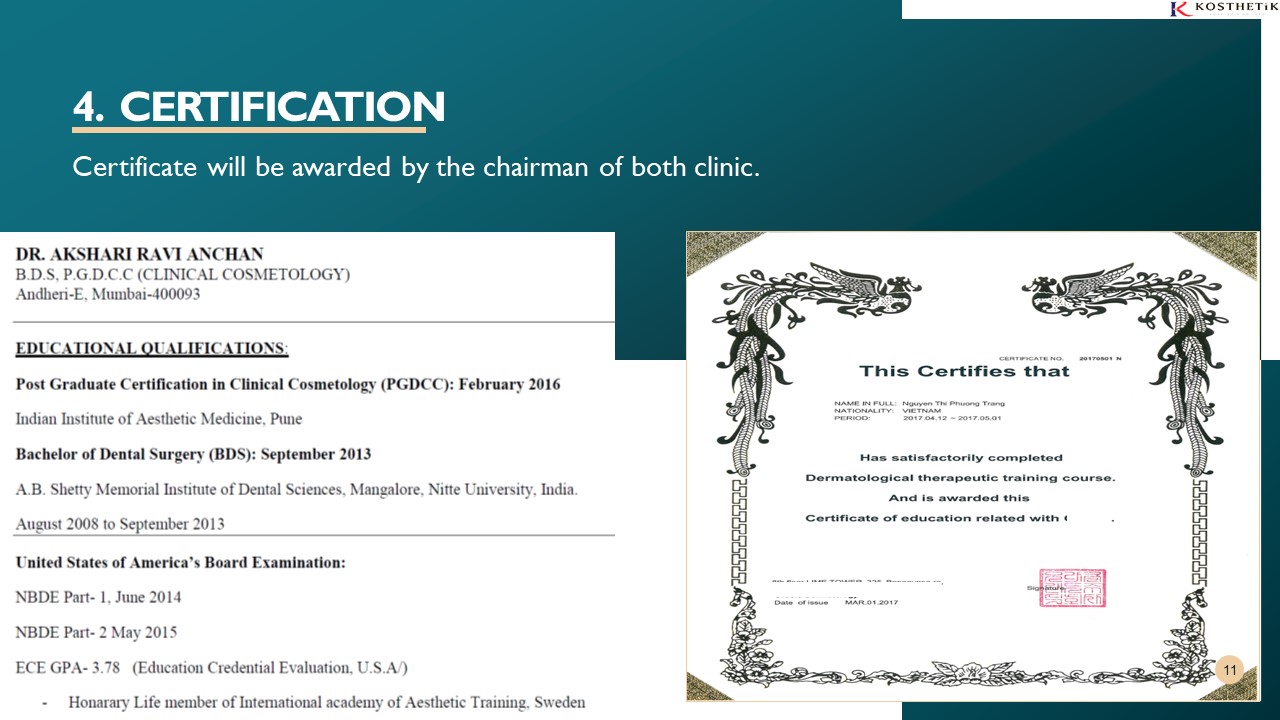 KOSTHETiK
4. CERTIFICATION
Certificate will be awarded by the chairman of both clinic.
DR. AKSHARI RAVI ANCHAN
B.D.S, P.G.D.C.C (CLINICAL COSMETOLOGY)
Andheri-E, Mumbai-400093
EDUCATIONAL QUALIFICATIONS:
Post Graduate Certification in Clinical Cosmetology (PGDCC): February 2016
Indian Institute of Aesthetic Medicine, Pune
Bachelor of Dental Surgery (BDS): September 2013
A.B. Shetty Memorial Institute of Dental Sciences, Mangalore, Nitte University, India.
August 2008 to September 2013
United States of America's Board Examination:
NBDE Part- 1, June 2014
NBDE Part- 2 May 2015
ECE GPA- 3.78 (Education Credential Evaluation, U.S.A/)
- Honarary Life member of International academy of Aesthetic Training, Sweden
CERTIFICATE NO. 20170501 N
This Certifies that
NAME IN FULL: Nguyen Thi Phuong Trang
NATIONALITY: VIETNAM
PERIOD: 2017.04.12 ~ 2017.05.01
Has satisfactorily completed
Dermatological therapeutic training course.
And is awarded this
Certificate of education related with .
Signature
Date of issue MAR.01.2017
11